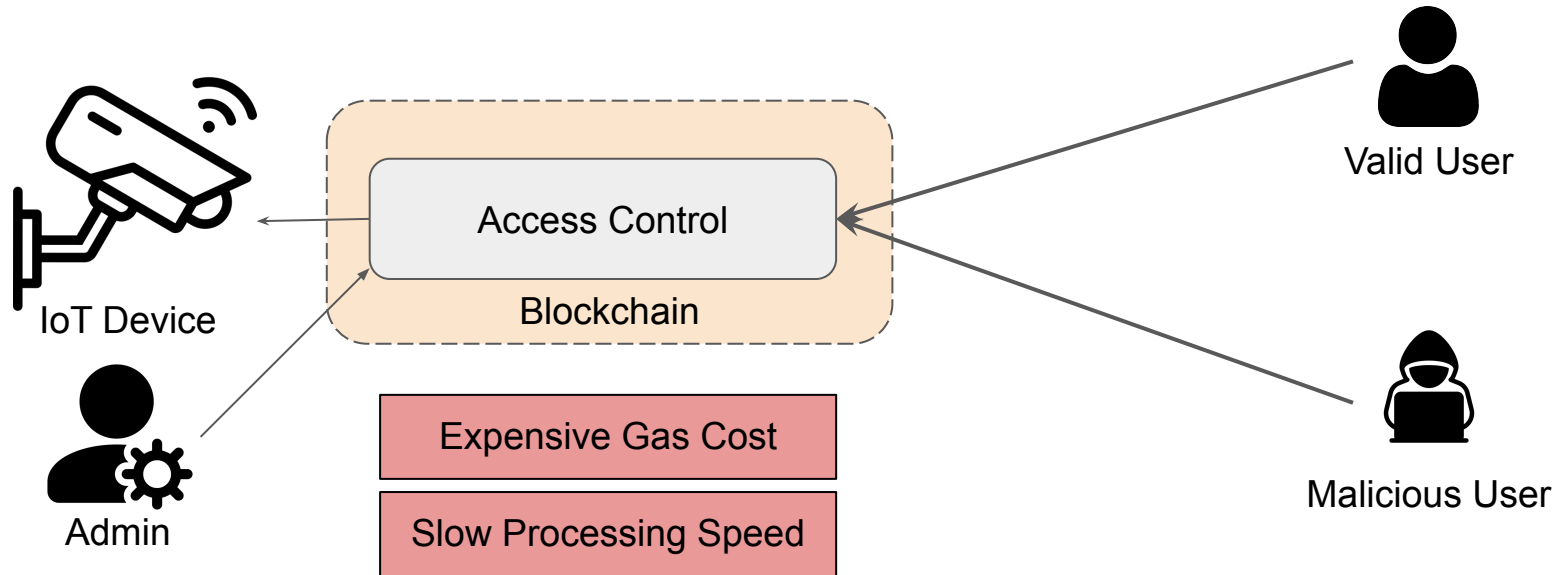 Valid User
Access Control
Blockchain
IoT Device
Expensive Gas Cost
Malicious User
Admin
Slow Processing Speed